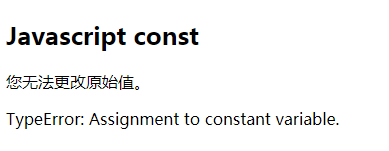 Javascript const
您无法更改原始值。
TypeError: Assignment to constant variable.